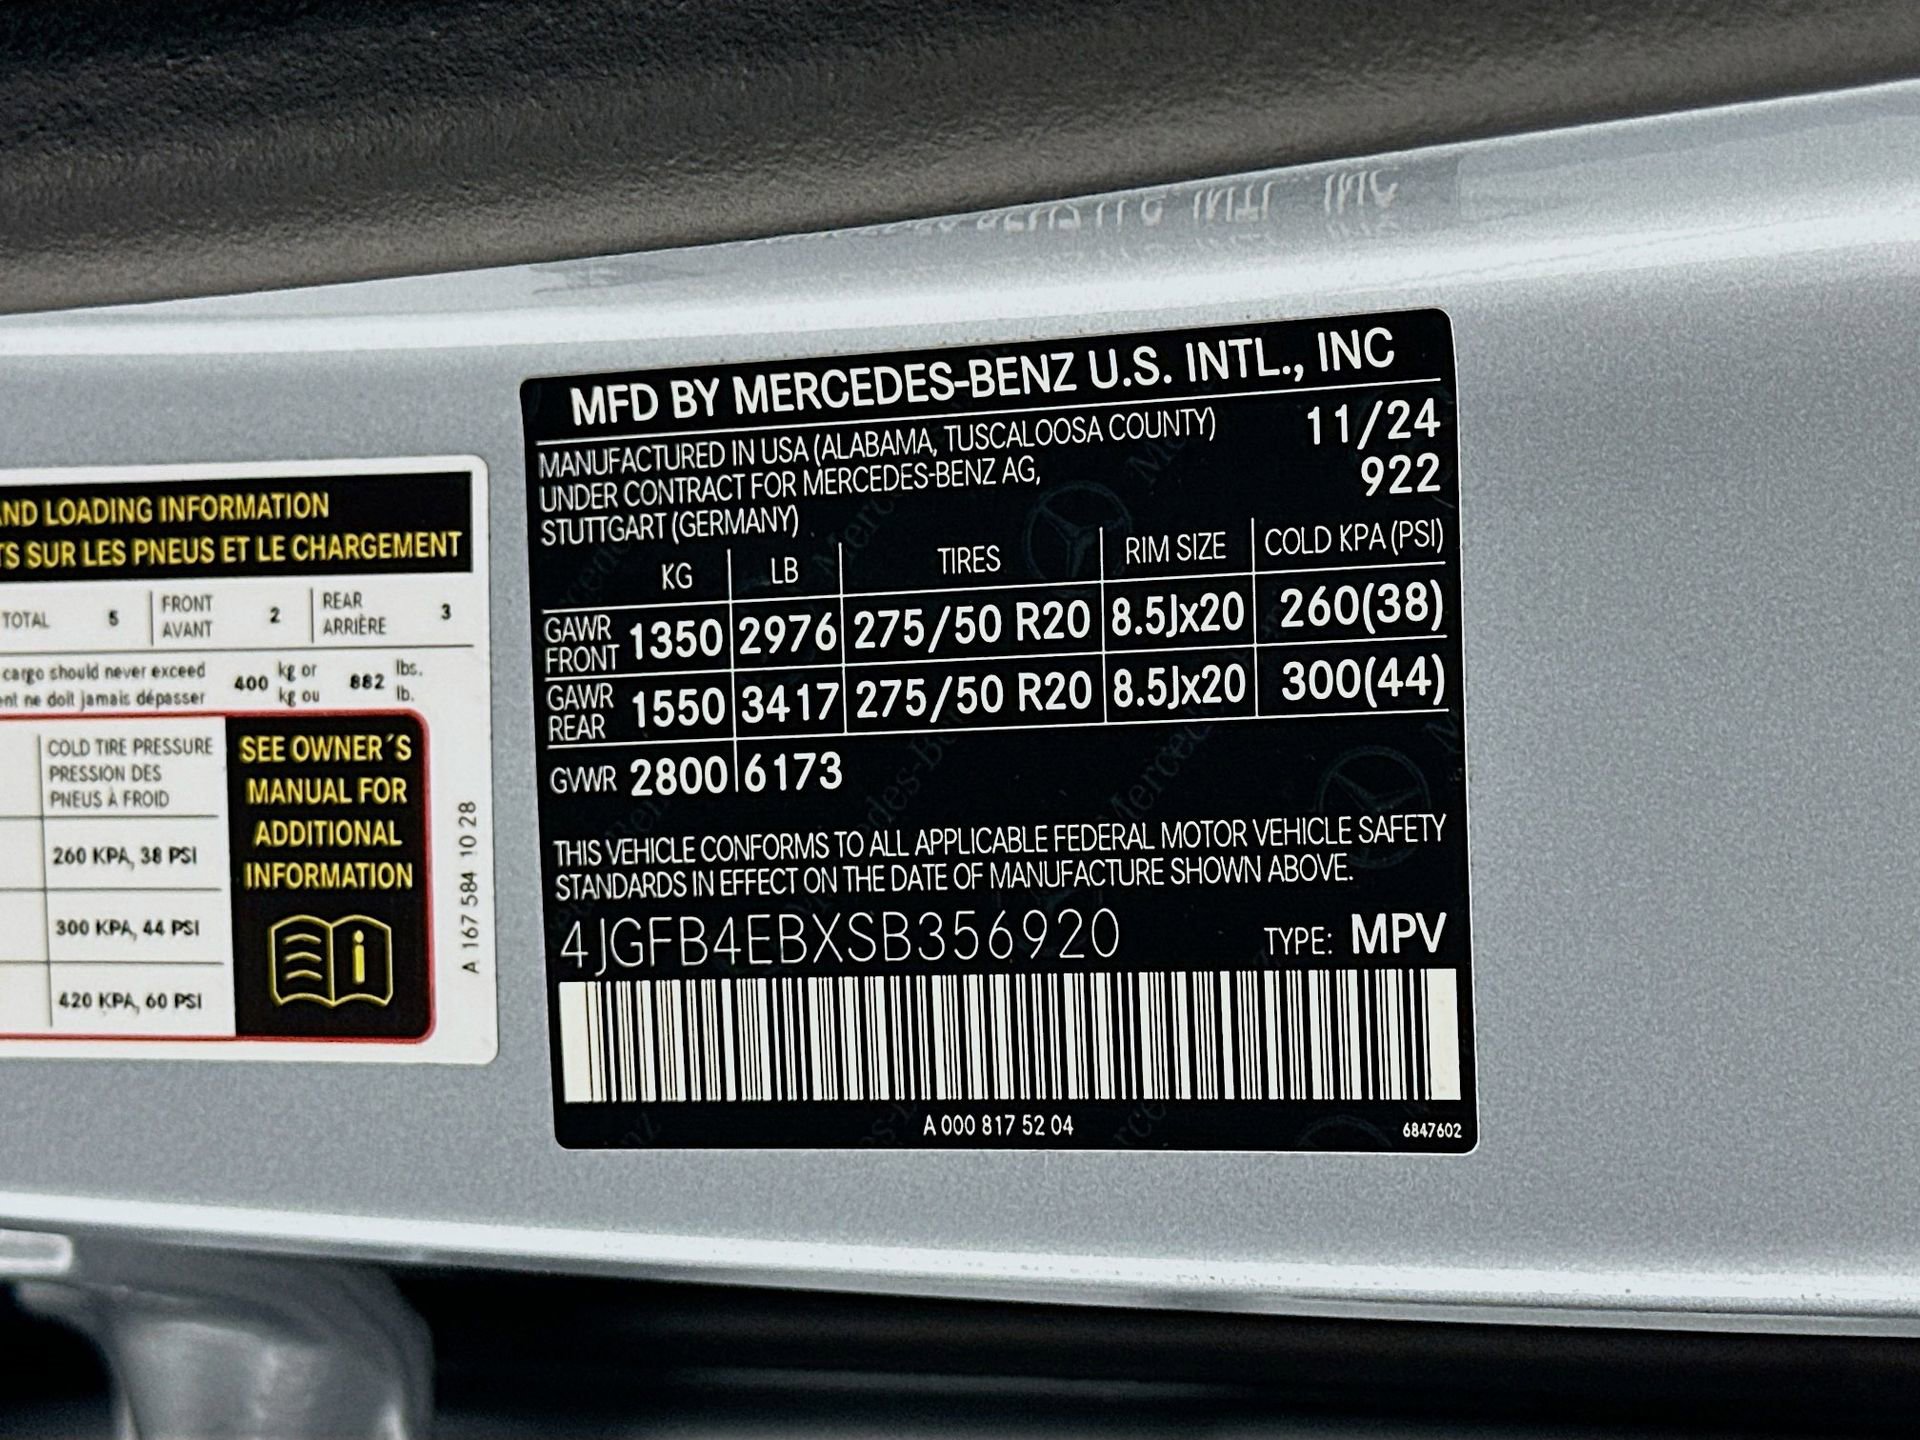 MFD BY MERCEDES-BENZ U.S. INTL., INC
MANUFACTURED IN USA (ALABAMA, TUSCALOOSA COUNTY) 11/24
UNDER CONTRACT FOR MERCEDES-BENZ AG, 922
STUTTGART (GERMANY)
KG LB TIRES RIM SIZE COLD KPA (PSI)
GAWR FRONT 1350 2976 275/50 R20 8.5Jx20 260(38)
GAWR REAR 1550 3417 275/50 R20 8.5Jx20 300(44)
GVWR 2800 6173
THIS VEHICLE CONFORMS TO ALL APPLICABLE FEDERAL MOTOR VEHICLE SAFETY
STANDARDS IN EFFECT ON THE DATE OF MANUFACTURE SHOWN ABOVE.
4JGFB4EBXSB356920 TYPE: MPV
A 000 817 52 04 6847602
AND LOADING INFORMATION
SUR LES PNEUS ET LE CHARGEMENT
TOTAL 5 FRONT AVANT 2 REAR ARRIÈRE 3
cargo should never exceed 400 kg or 882 lbs.
ne doit jamais dépasser kg ou lb.
COLD TIRE PRESSURE
PRESSION DES
PNEUS À FROID
260 KPA, 38 PSI
300 KPA, 44 PSI
420 KPA, 60 PSI
SEE OWNER´S
MANUAL FOR
ADDITIONAL
INFORMATION
A 167 584 10 28